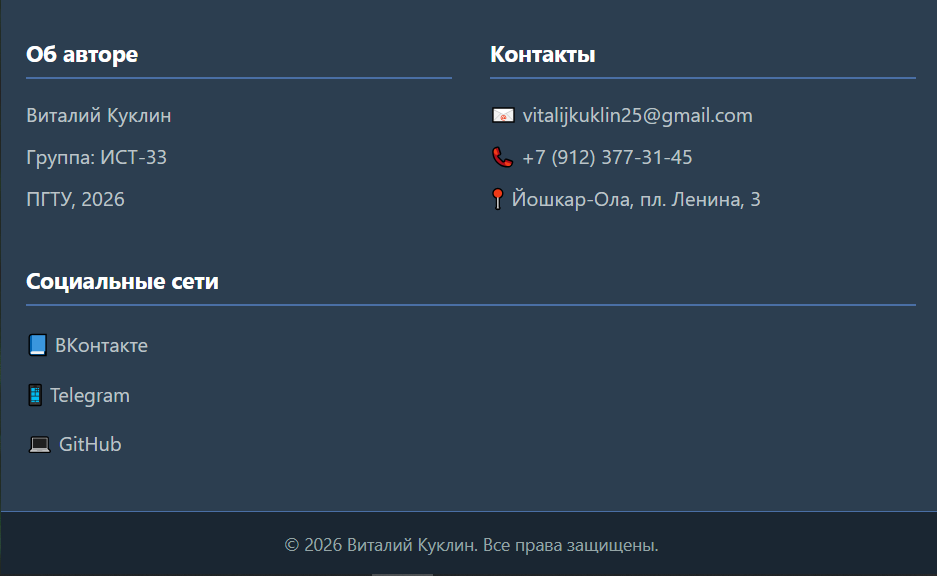 Об авторе
Виталий Куклин
Группа: ИСТ-33
ПГТУ, 2026
Контакты
vitalijkuklin25@gmail.com
+7 (912) 377-31-45
Йошкар-Ола, пл. Ленина, 3
Социальные сети
ВКонтакте
Telegram
GitHub
© 2026 Виталий Куклин. Все права защищены.